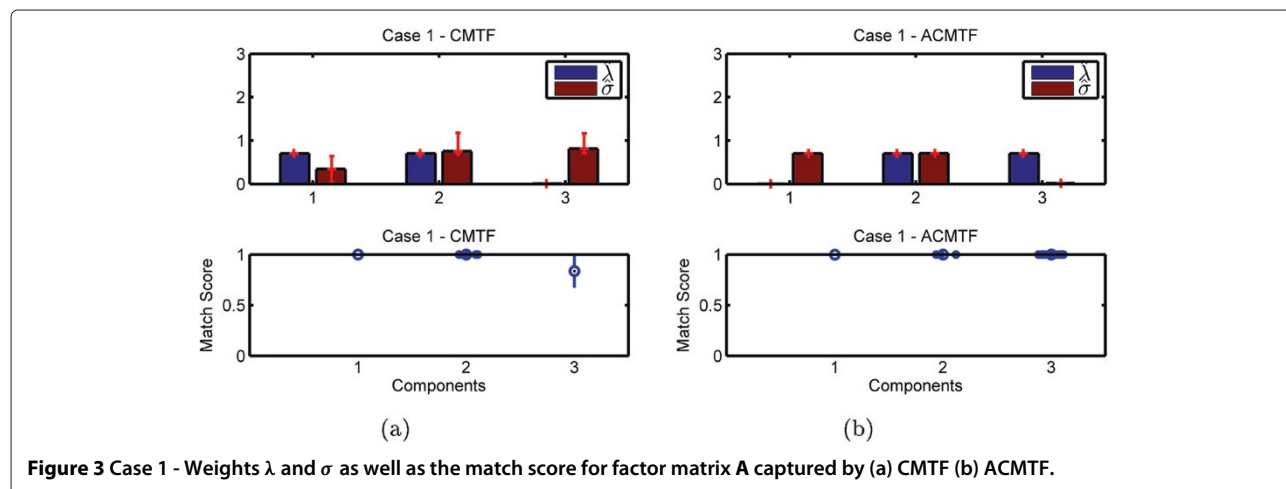 Case 1 - CMTF
3
2
1
0
λ̂
σ̂
1 2 3
Case 1 - CMTF
Match Score
1
0.5
0
1 2 3
Components
(a)
Case 1 - ACMTF
3
2
1
0
λ̂
σ̂
1 2 3
Case 1 - ACMTF
Match Score
1
0.5
0
1 2 3
Components
(b)
Figure 3 Case 1 - Weights λ and σ as well as the match score for factor matrix A captured by (a) CMTF (b) ACMTF.